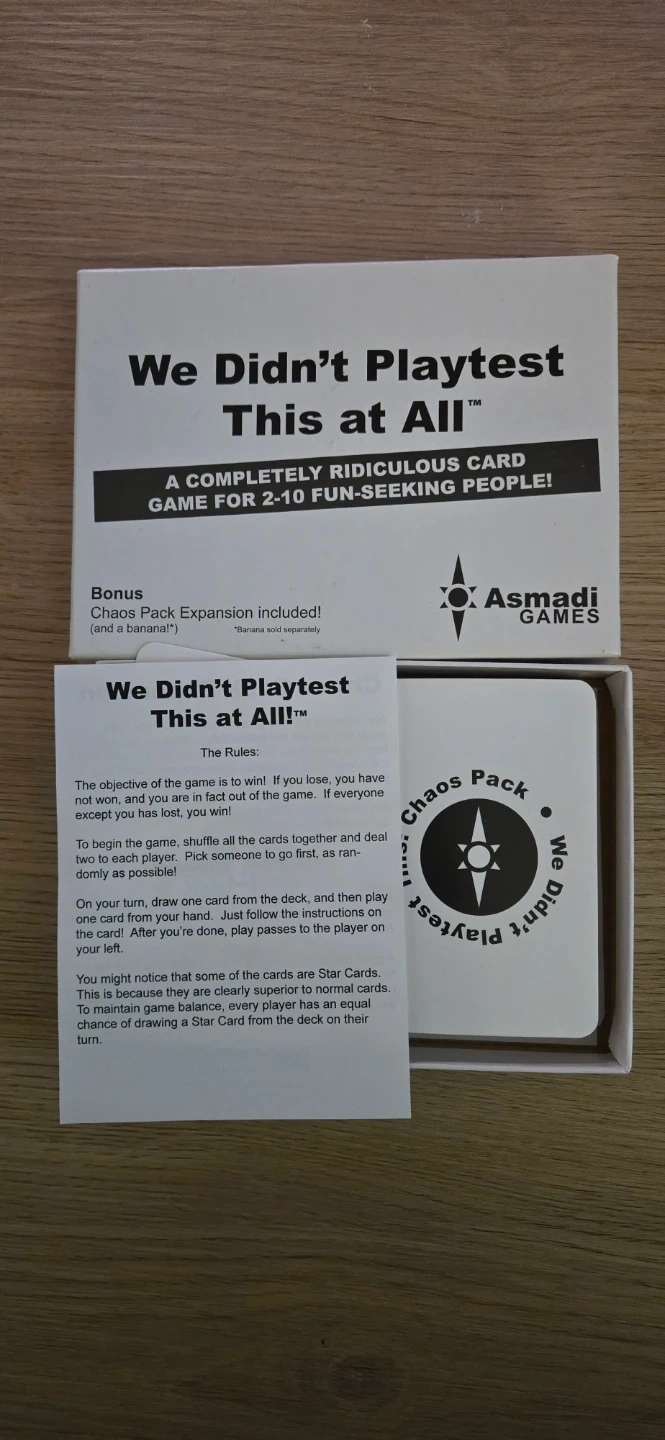 We Didn't Playtest
This at All™
A COMPLETELY RIDICULOUS CARD
GAME FOR 2-10 FUN-SEEKING PEOPLE!
Bonus
Chaos Pack Expansion included!
(and a banana!*)
*Banana sold separately
Asmadi
GAMES
We Didn't Playtest
This at All!™
The Rules:
The objective of the game is to win!  If you lose, you have
not won, and you are in fact out of the game.  If everyone
except you has lost, you win!
To begin the game, shuffle all the cards together and deal
two to each player.  Pick someone to go first, as ran-
domly as possible!
On your turn, draw one card from the deck, and then play
one card from your hand.  Just follow the instructions on
the card!  After you're done, play passes to the player on
your left.
You might notice that some of the cards are Star Cards.
This is because they are clearly superior to normal cards.
To maintain game balance, every player has an equal
chance of drawing a Star Card from the deck on their
turn.
Chaos Pack • We Didn't Playtest This: